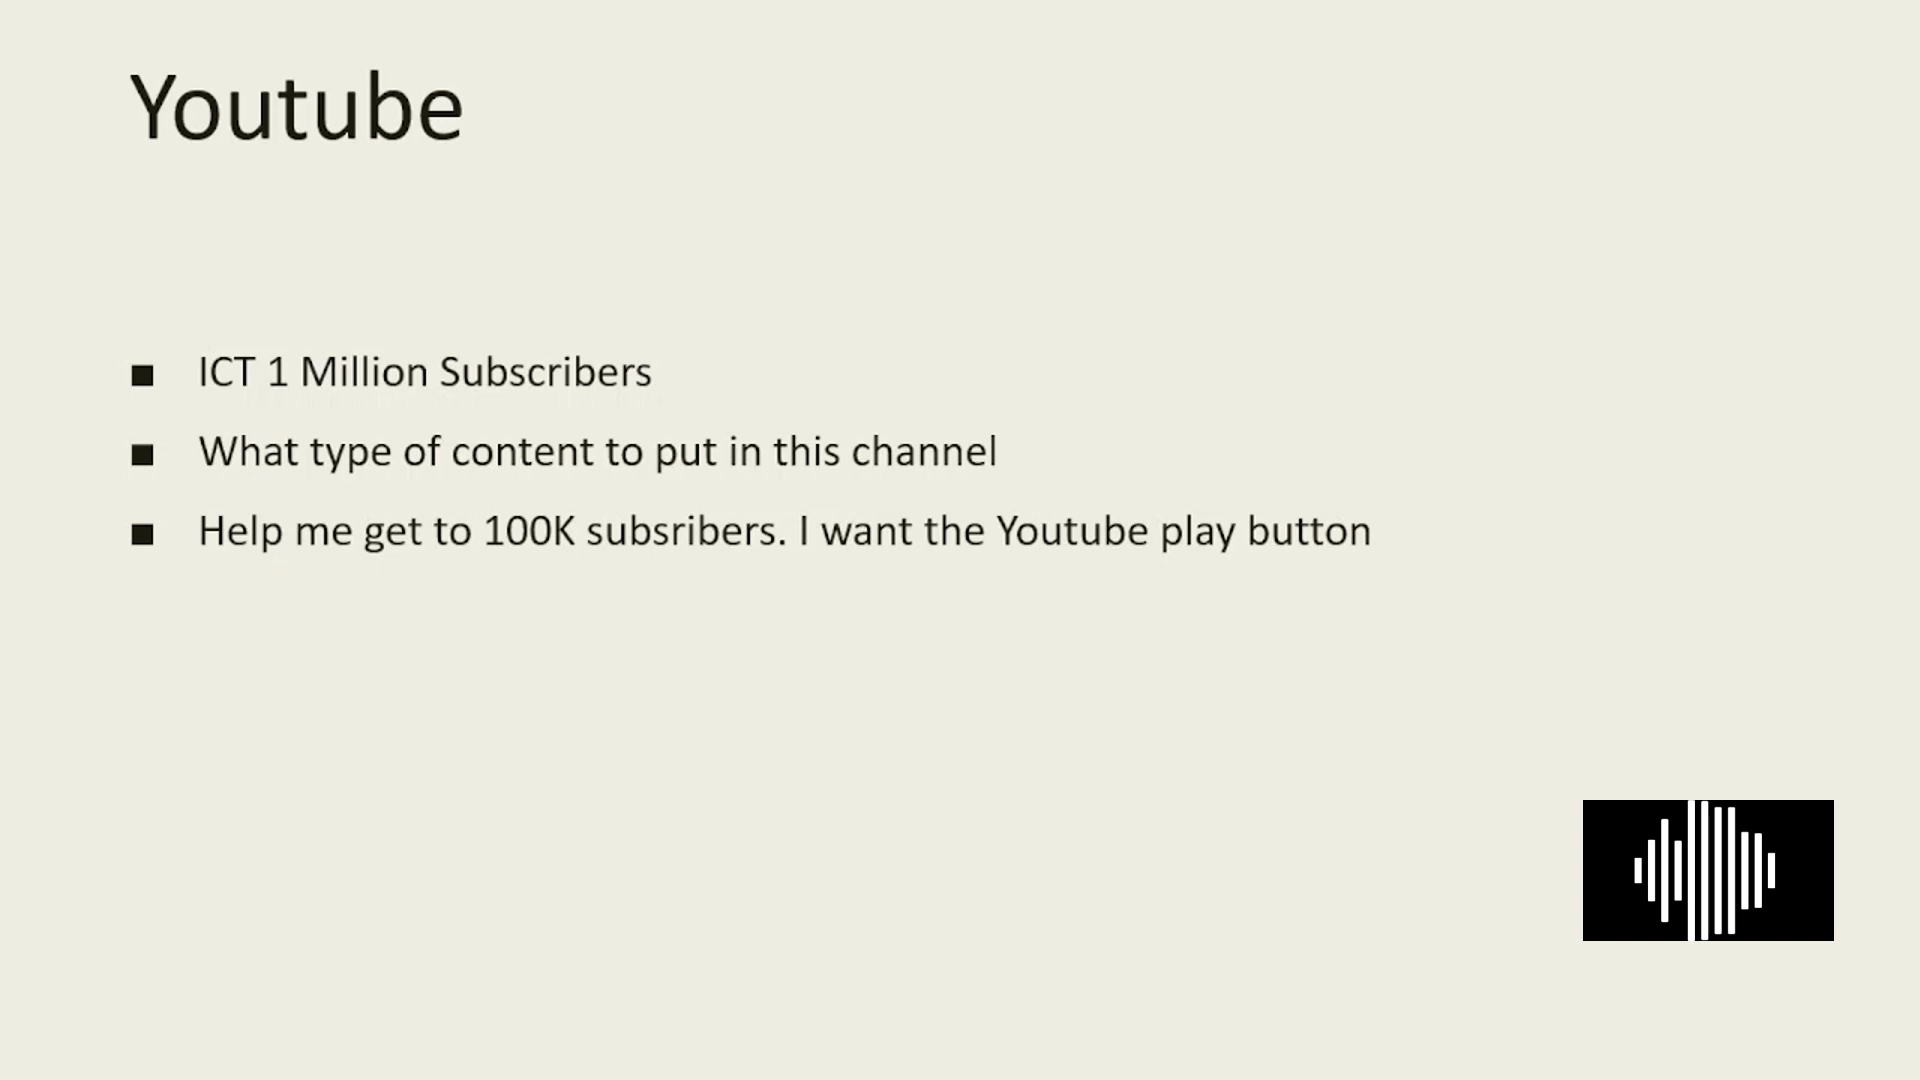 Youtube
ICT 1 Million Subscribers
What type of content to put in this channel
Help me get to 100K subsribers. I want the Youtube play button